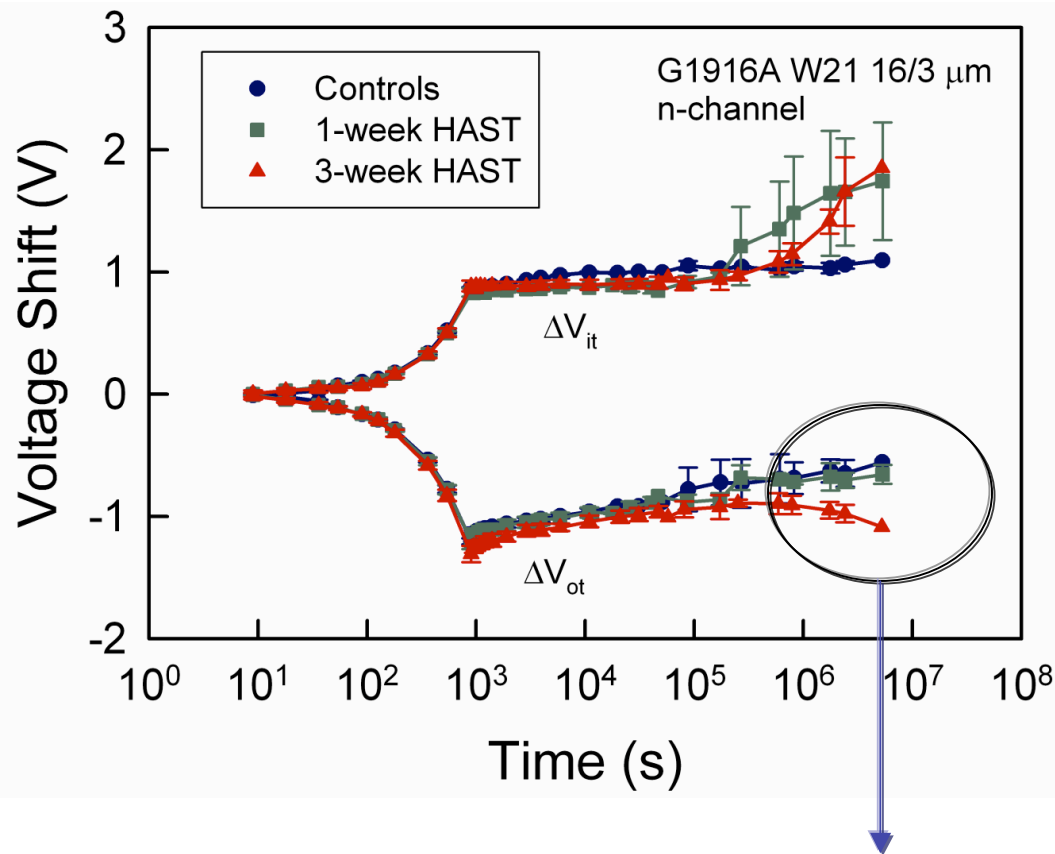 3
2
1
0
-1
-2
Voltage Shift (V)
Controls
1-week HAST
3-week HAST
G1916A W21 16/3 μm
n-channel
ΔVit
ΔVot
10⁰ 10¹ 10² 10³ 10⁴ 10⁵ 10⁶ 10⁷ 10⁸
Time (s)